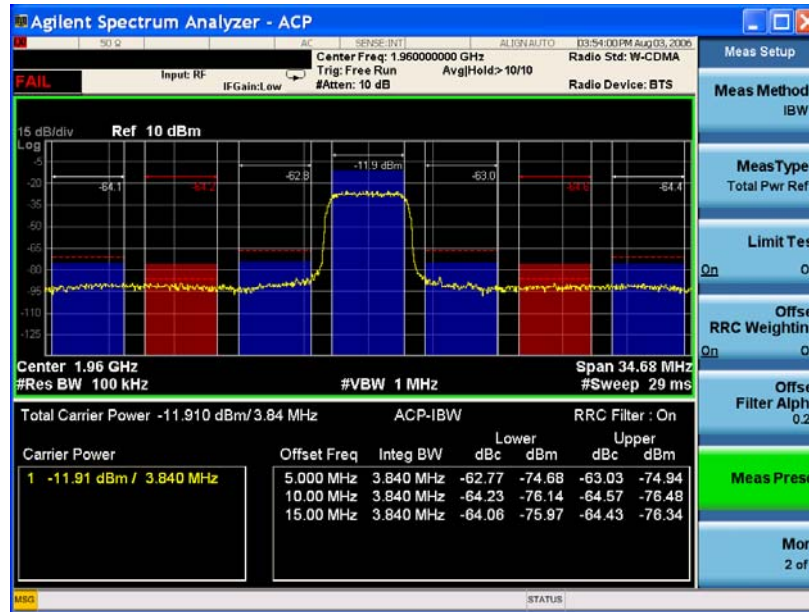 Agilent Spectrum Analyzer - ACP
50 Ω AC SENSE:INT ALIGNAUTO 03:54:00 PM Aug 03, 2006
Center Freq: 1.960000000 GHz Radio Std: W-CDMA
Input: RF Trig: Free Run Avg|Hold:> 10/10
FAIL IFGain:Low #Atten: 10 dB Radio Device: BTS
15 dB/div Ref 10 dBm
Log
-5
-20
-35
-50
-65
-80
-95
-110
-125
-64.1 -64.2 -62.8 -11.9 dBm -63.0 -64.6 -64.4
Center 1.96 GHz Span 34.68 MHz
#Res BW 100 kHz #VBW 1 MHz #Sweep 29 ms
Total Carrier Power -11.910 dBm/ 3.84 MHz ACP-IBW RRC Filter : On
Lower Upper
Carrier Power Offset Freq Integ BW dBc dBm dBc dBm
1 -11.91 dBm / 3.840 MHz
5.000 MHz 3.840 MHz -62.77 -74.68 -63.03 -74.94
10.00 MHz 3.840 MHz -64.23 -76.14 -64.57 -76.48
15.00 MHz 3.840 MHz -64.06 -75.97 -64.43 -76.34
MSG STATUS
Meas Setup
Meas Method
IBW
MeasType
Total Pwr Ref
Limit Tes
On O
Offse
RRC Weightin
On O
Offse
Filter Alph
0.2
Meas Prese
Mor
2 of